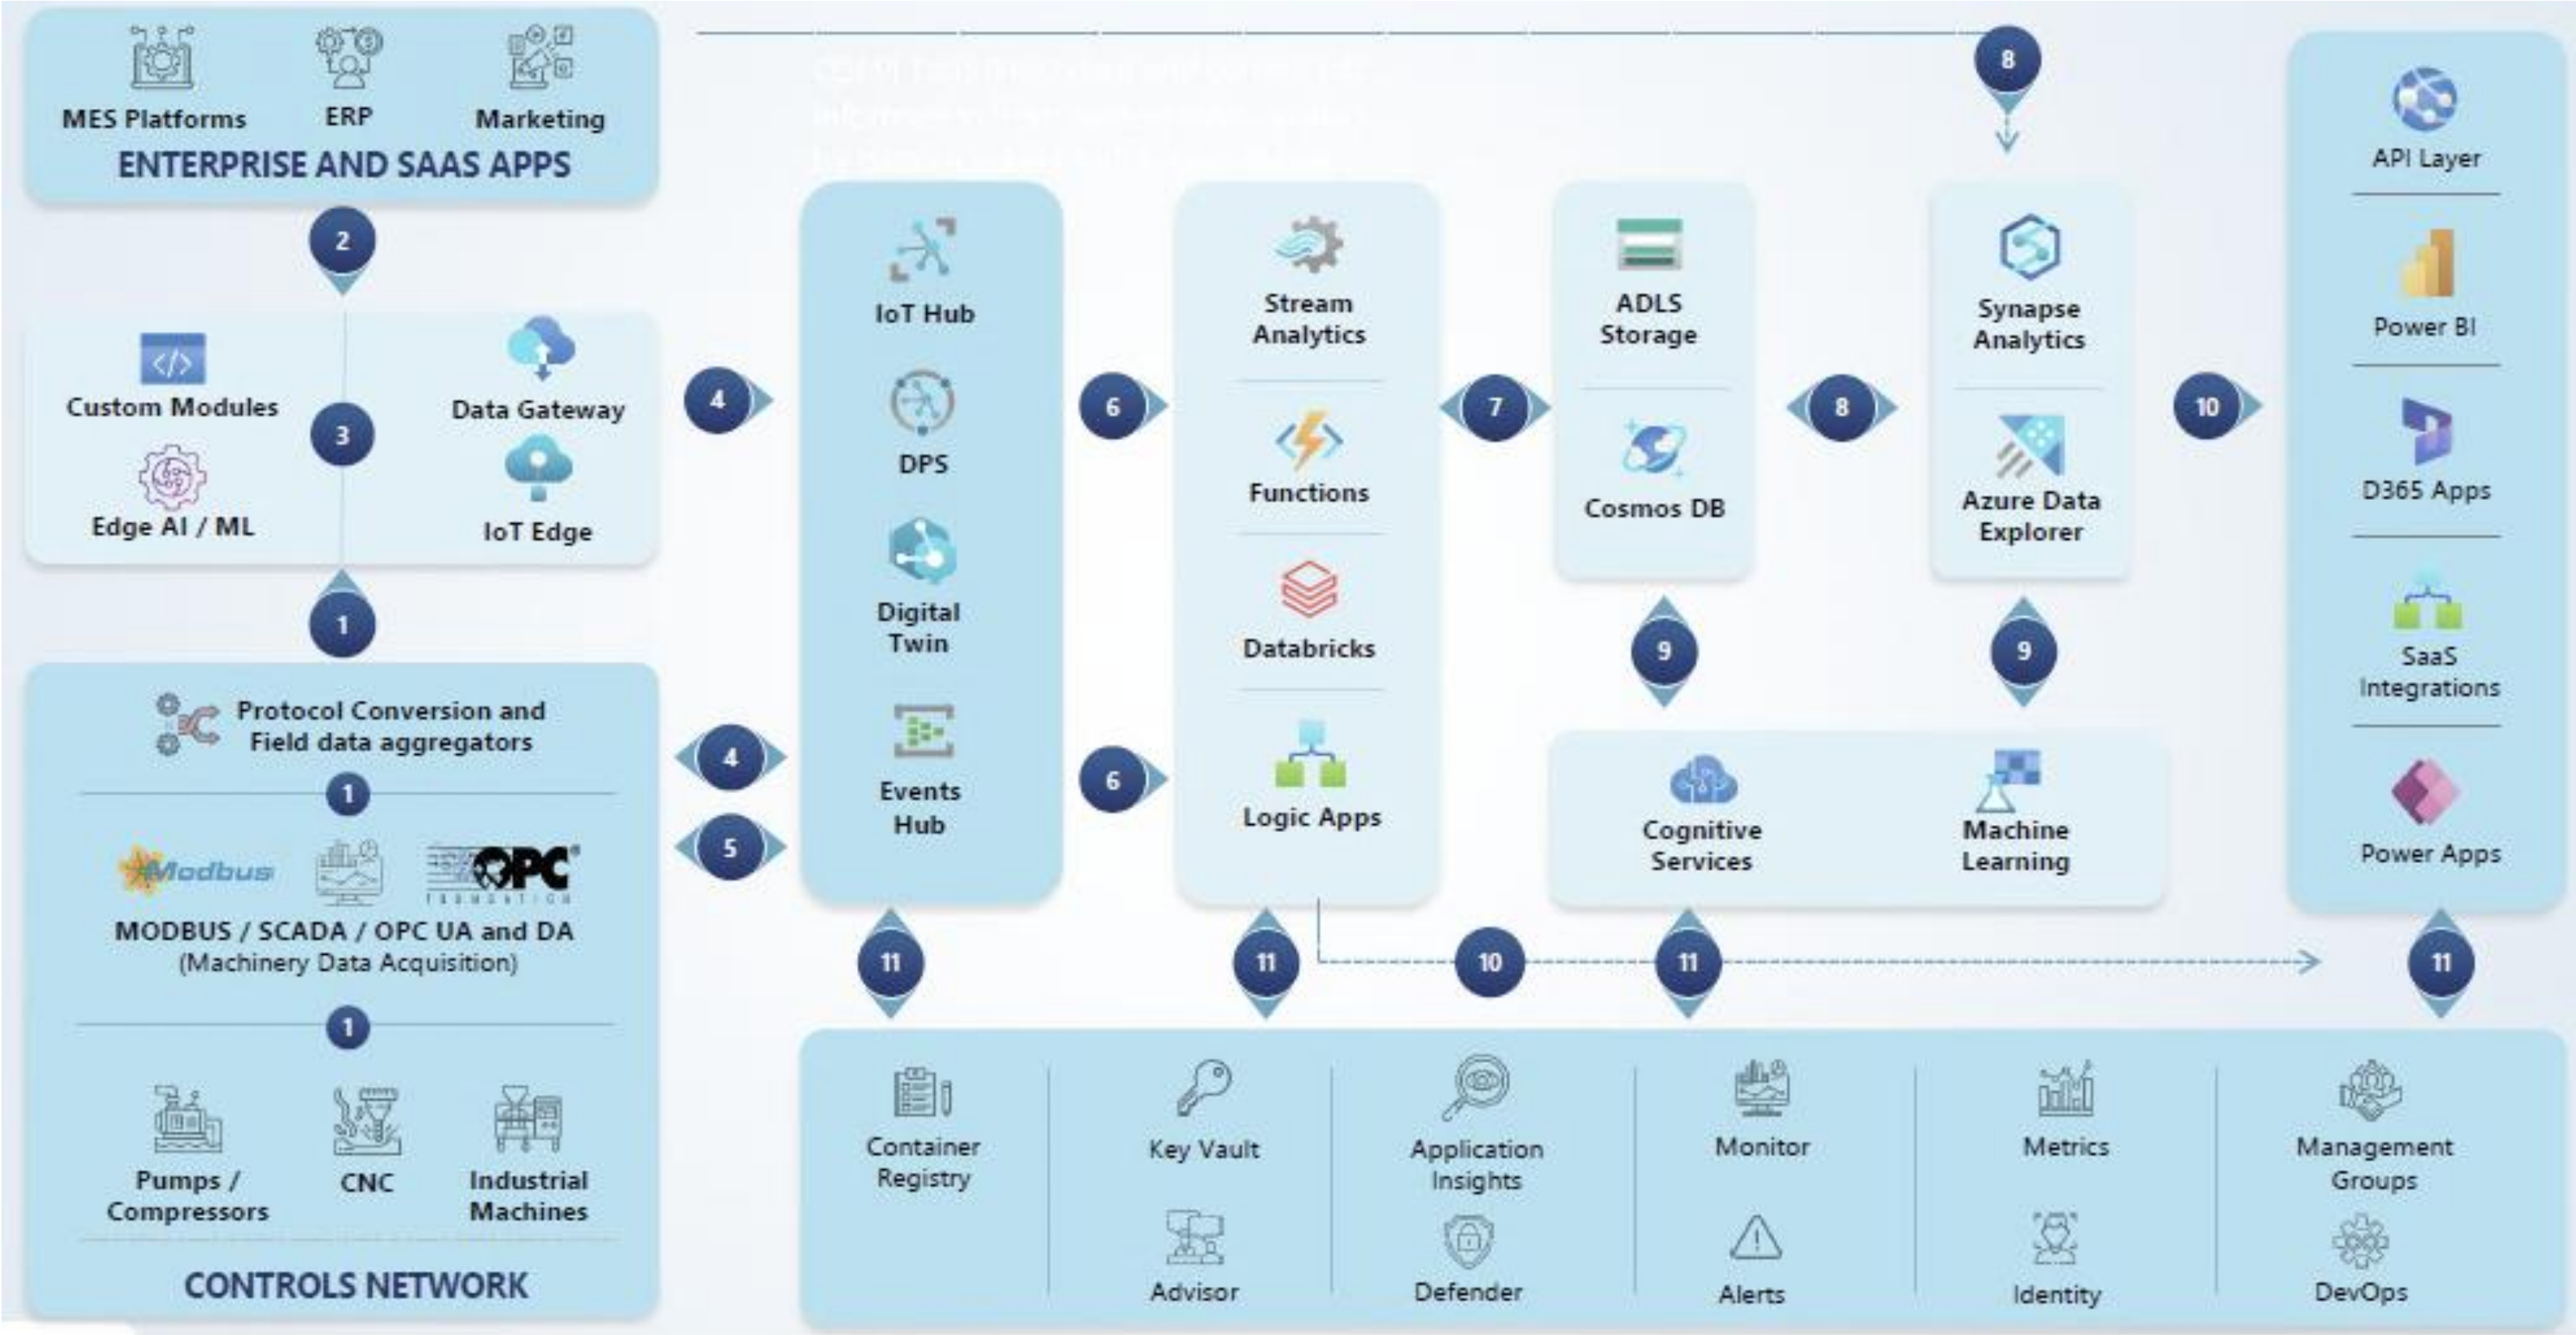 MES Platforms
ERP
Marketing
ENTERPRISE AND SAAS APPS
2
Custom Modules
Data Gateway
3
Edge AI / ML
IoT Edge
1
Protocol Conversion and
Field data aggregators
1
Modbus
OPC
FOUNDATION
MODBUS / SCADA / OPC UA and DA
(Machinery Data Acquisition)
1
Pumps /
Compressors
CNC
Industrial
Machines
CONTROLS NETWORK
4
4
5
IoT Hub
DPS
Digital
Twin
Events
Hub
6
6
Stream
Analytics
Functions
Databricks
Logic Apps
7
ADLS
Storage
Cosmos DB
8
8
Synapse
Analytics
Azure Data
Explorer
9
9
Cognitive
Services
Machine
Learning
10
API Layer
Power BI
D365 Apps
SaaS
Integrations
Power Apps
11
11
10
11
11
Container
Registry
Key Vault
Application
Insights
Monitor
Metrics
Management
Groups
Advisor
Defender
Alerts
Identity
DevOps